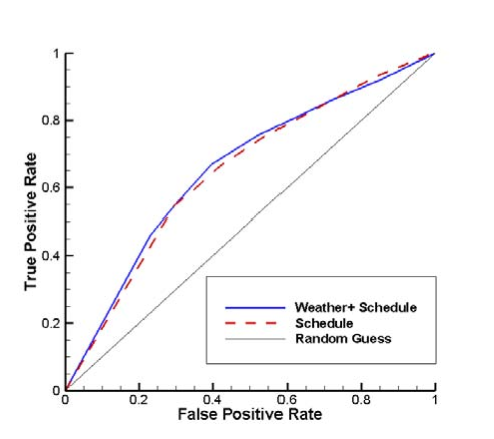 1
0.8
0.6
0.4
0.2
0
True Positive Rate
Weather+ Schedule
Schedule
Random Guess
0 0.2 0.4 0.6 0.8 1
False Positive Rate